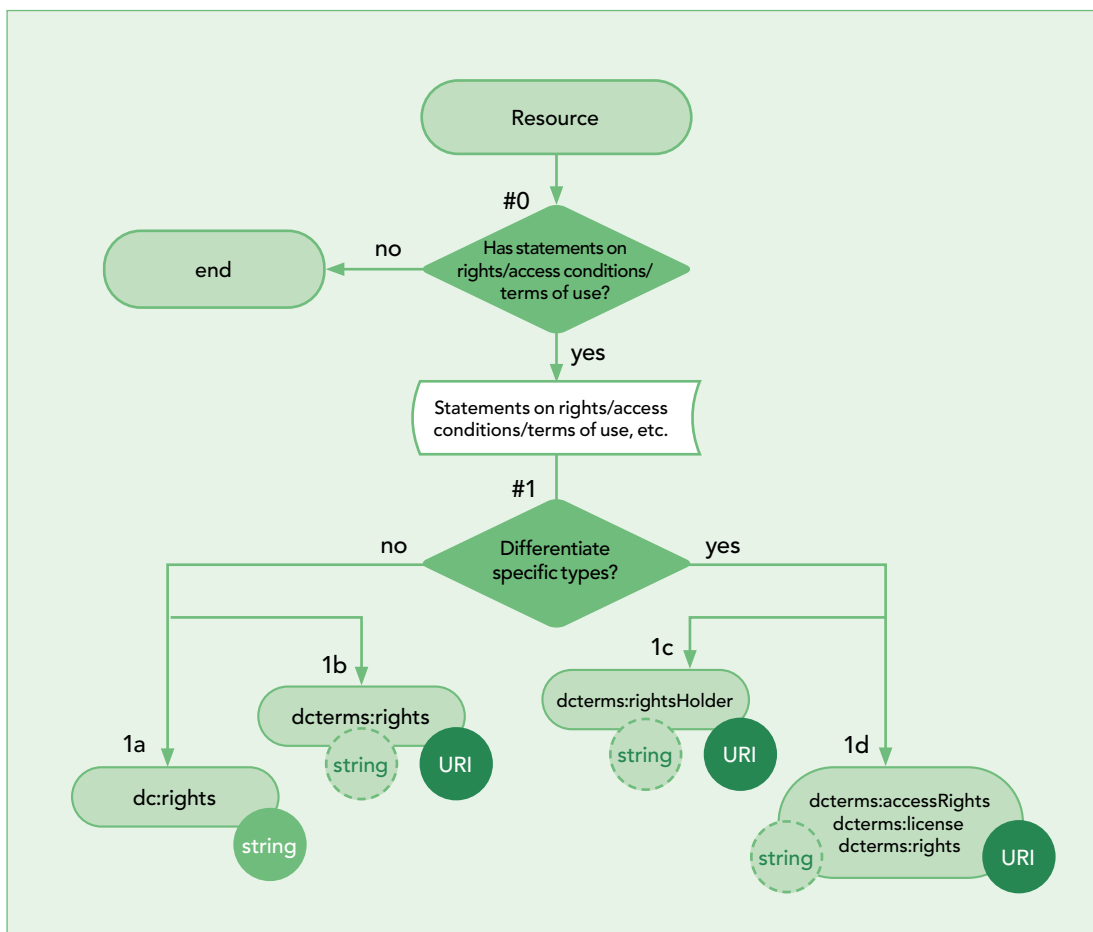 Resource
#0
Has statements on
rights/access conditions/
terms of use?
no
end
yes
Statements on rights/access
conditions/terms of use, etc.
#1
Differentiate
specific types?
no
yes
1a
dc:rights
string
1b
dcterms:rights
string
URI
1c
dcterms:rightsHolder
string
URI
1d
dcterms:accessRights
dcterms:license
dcterms:rights
string
URI